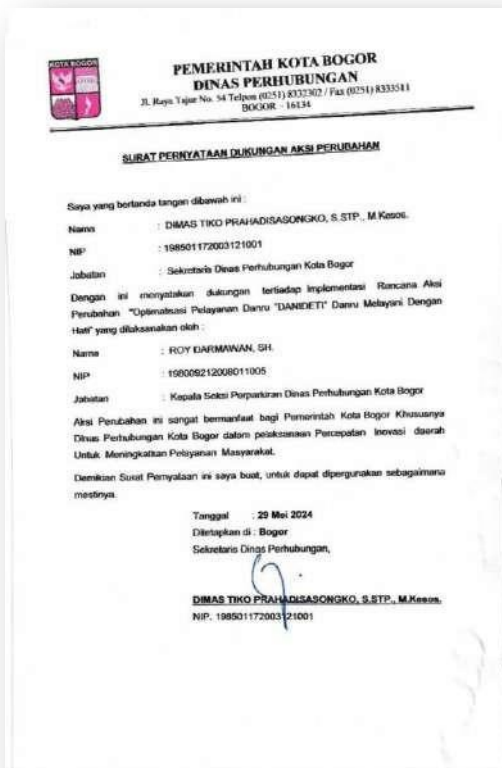 KOTA BOGOR
PEMERINTAH KOTA BOGOR
DINAS PERHUBUNGAN
Jl. Raya Tajur No. 54 Telpon (0251) 8332302 / Fax (0251) 8333511
BOGOR - 16134
SURAT PERNYATAAN DUKUNGAN AKSI PERUBAHAN
Saya yang bertanda tangan dibawah ini :
Nama : DIMAS TIKO PRAHADISASONGKO, S.STP., M.Kesos.
NIP : 198501172003121001
Jabatan : Sekretaris Dinas Perhubungan Kota Bogor
Dengan ini menyatakan dukungan terhadap Implementasi Rancana Aksi
Perubahan "Optimalisasi Pelayanan Danru "DANIDETI" Danru Melayani Dengan
Hati" yang dilaksanakan oleh :
Nama : ROY DARMAWAN, SH.
NIP : 198009212008011005
Jabatan : Kepala Seksi Perparkiran Dinas Perhubungan Kota Bogor
Aksi Perubahan ini sangat bermanfaat bagi Pemerintah Kota Bogor Khususnya
Dinas Perhubungan Kota Bogor dalam pelaksanaan Percepatan Inovasi daerah
Untuk Meningkatkan Pelayanan Masyarakat.
Demikian Surat Pernyataan ini saya buat, untuk dapat dipergunakan sebagaimana
mestinya.
Tanggal : 29 Mei 2024
Ditetapkan di : Bogor
Sekretaris Dinas Perhubungan,
DIMAS TIKO PRAHADISASONGKO, S.STP., M.Kesos.
NIP. 198501172003121001